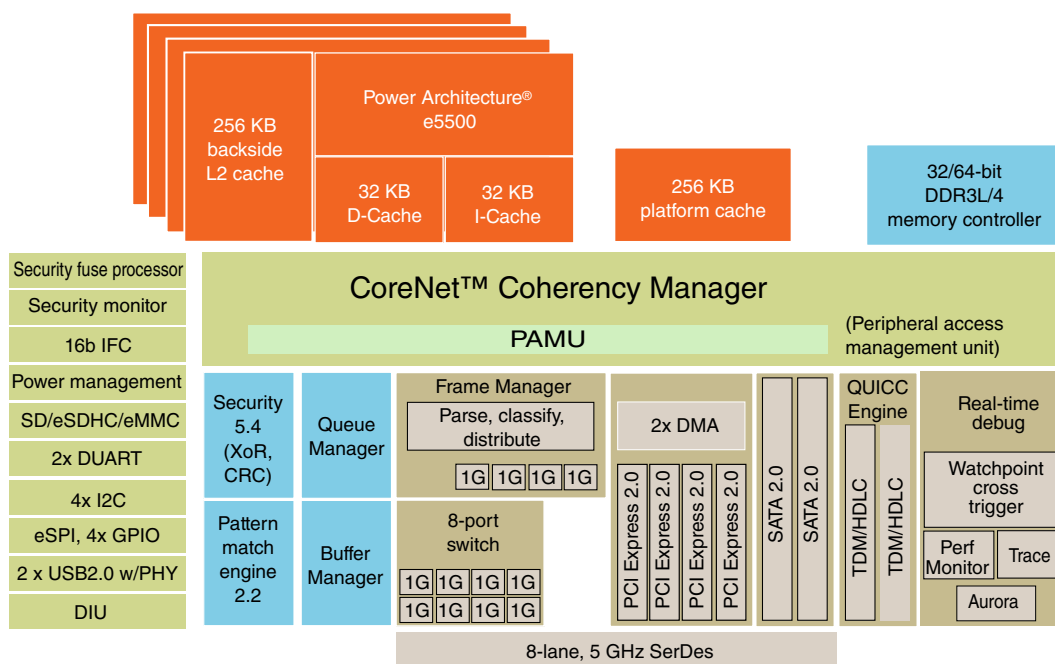 256 KB
backside
L2 cache
Power Architecture®
e5500
32 KB
D-Cache
32 KB
I-Cache
256 KB
platform cache
32/64-bit
DDR3L/4
memory controller
Security fuse processor
Security monitor
16b IFC
Power management
SD/eSDHC/eMMC
2x DUART
4x I2C
eSPI, 4x GPIO
2 x USB2.0 w/PHY
DIU
CoreNet™ Coherency Manager
PAMU
(Peripheral access
management unit)
Security
5.4
(XoR,
CRC)
Queue
Manager
Frame Manager
Parse, classify,
distribute
1G 1G 1G 1G
Pattern
match
engine
2.2
Buffer
Manager
8-port
switch
1G 1G 1G 1G
1G 1G 1G 1G
2x DMA
PCI Express 2.0
PCI Express 2.0
PCI Express 2.0
PCI Express 2.0
SATA 2.0
SATA 2.0
QUICC
Engine
TDM/HDLC
TDM/HDLC
Real-time
debug
Watchpoint
cross
trigger
Perf
Monitor
Trace
Aurora
8-lane, 5 GHz SerDes